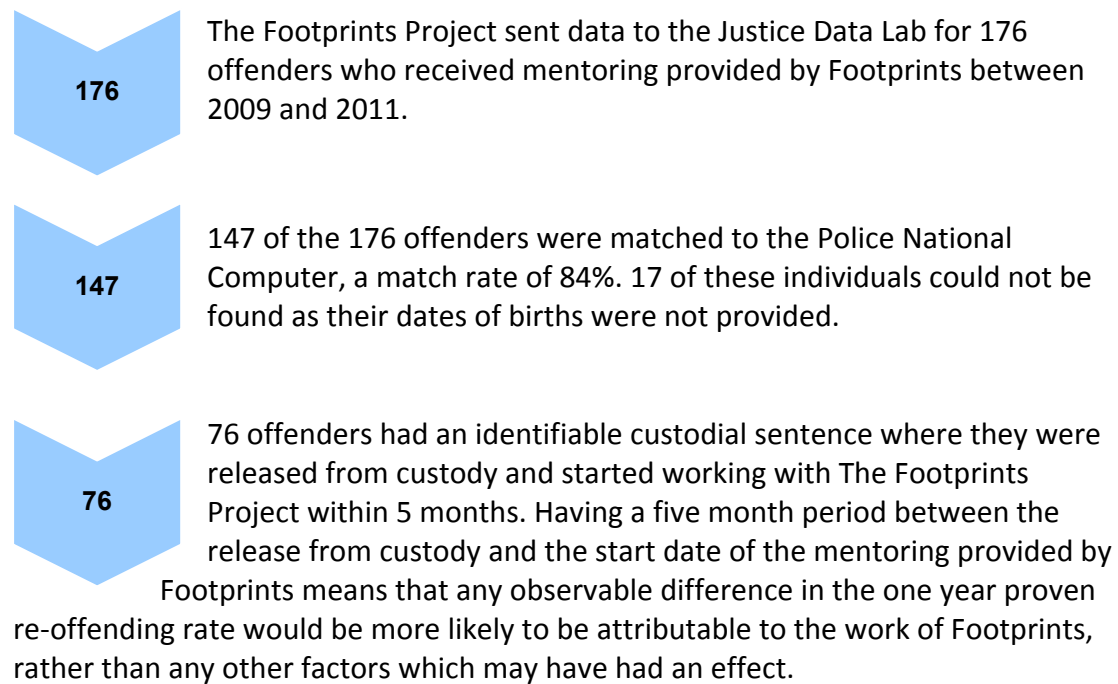 The Footprints Project sent data to the Justice Data Lab for 176
offenders who received mentoring provided by Footprints between
2009 and 2011.
176
147 of the 176 offenders were matched to the Police National
Computer, a match rate of 84%. 17 of these individuals could not be
found as their dates of births were not provided.
147
76 offenders had an identifiable custodial sentence where they were
released from custody and started working with The Footprints
Project within 5 months. Having a five month period between the
release from custody and the start date of the mentoring provided by
Footprints means that any observable difference in the one year proven
re-offending rate would be more likely to be attributable to the work of Footprints,
rather than any other factors which may have had an effect.
76